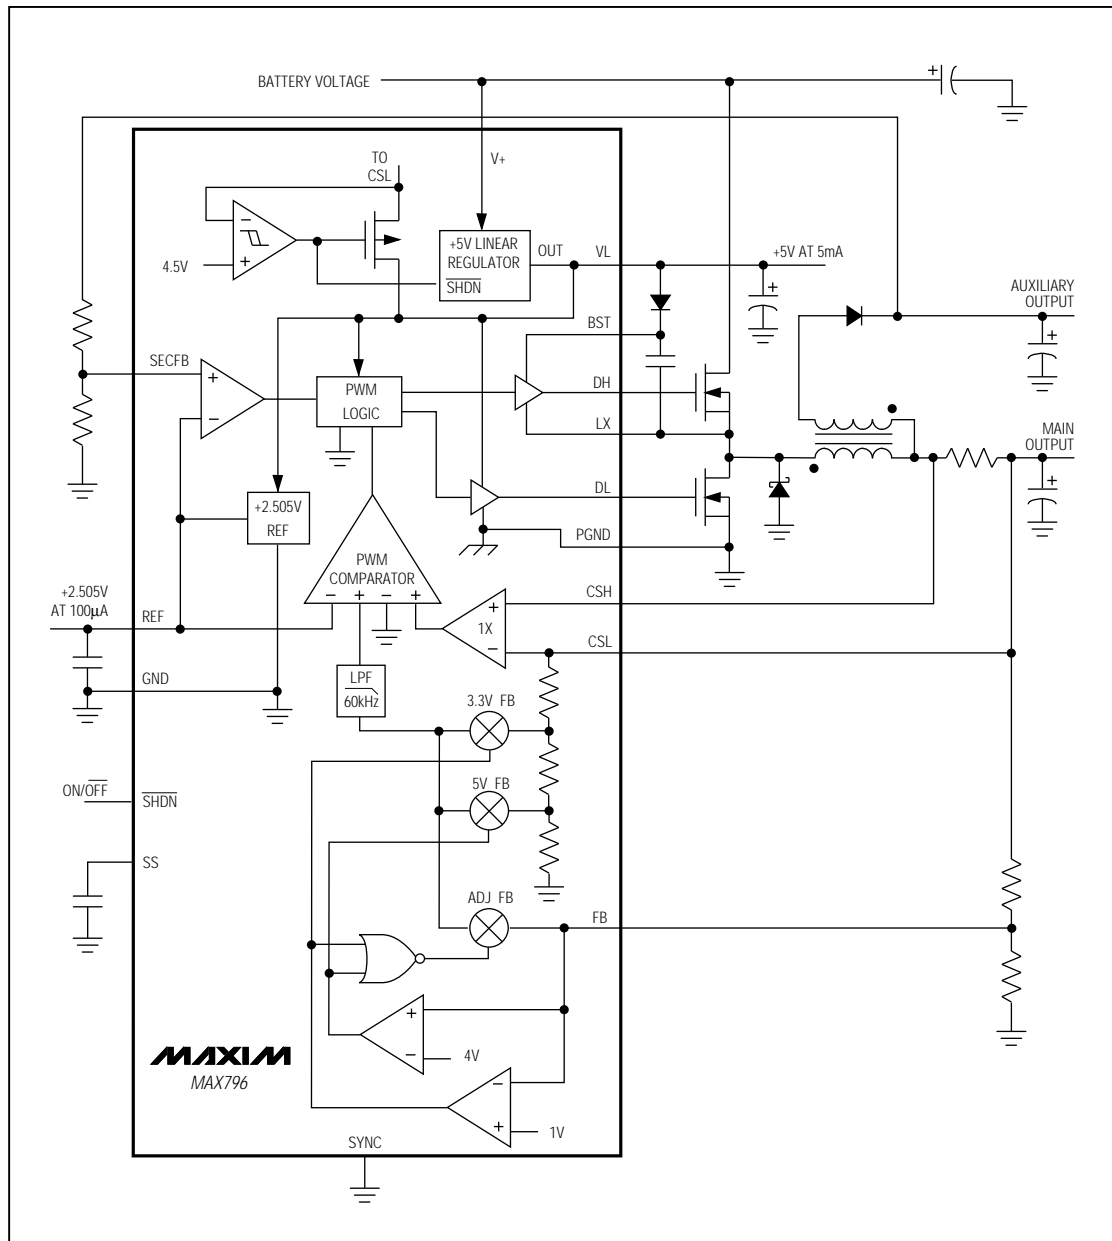 BATTERY VOLTAGE
+
TO
CSL
V+
−
4.5V
+
+5V LINEAR
REGULATOR
SHDN
OUT
VL
+5V AT 5mA
+
AUXILIARY
OUTPUT
+
BST
SECFB
+
−
PWM
LOGIC
DH
LX
MAIN
OUTPUT
+
+2.505V
REF
DL
PGND
PWM
COMPARATOR
− + − +
+2.505V
AT 100µA
REF
CSH
+
1X
−
CSL
GND
LPF
60kHz
3.3V FB
5V FB
ON/OFF
SHDN
SS
ADJ FB
FB
+
−
4V
MAXIM
MAX796
−
+
1V
SYNC